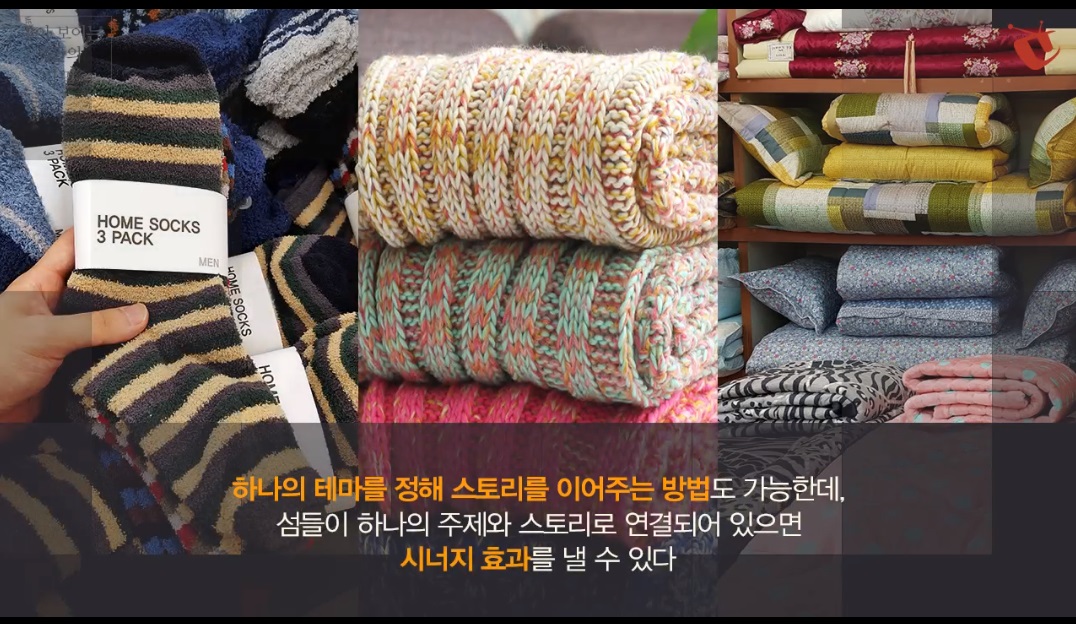 HOME SOCKS
3 PACK
MEN
3 PACK
HOME SOCKS
HOME
하나의 테마를 정해 스토리를 이어주는 방법도 가능한데,
섬들이 하나의 주제와 스토리로 연결되어 있으면
시너지 효과를 낼 수 있다